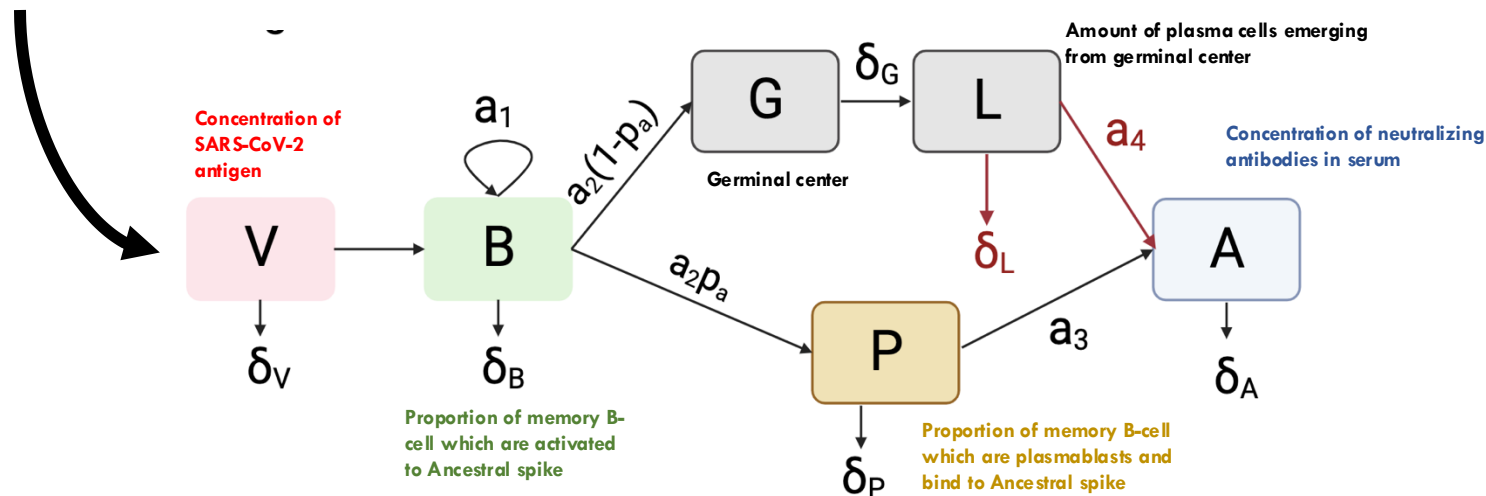 Amount of plasma cells emerging
from germinal center
δG
G
L
a4
Concentration of neutralizing
antibodies in serum
Concentration of
SARS-CoV-2
antigen
a1
a2(1-pa)
Germinal center
V
B
A
δL
a2pa
P
a3
δV
δB
δA
Proportion of memory B-
cell which are activated
to Ancestral spike
Proportion of memory B-cell
which are plasmablasts and
bind to Ancestral spike
δP